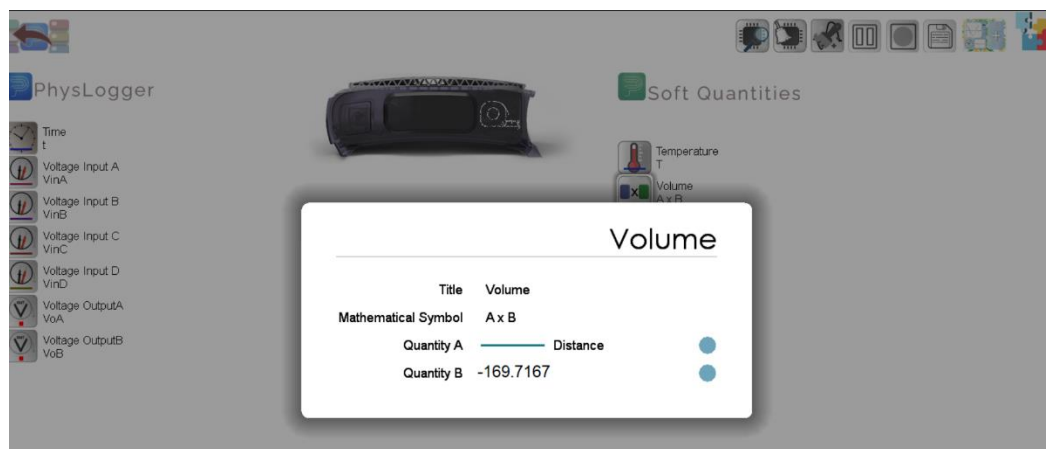 PhysLogger
Time
t
Voltage Input A
VinA
Voltage Input B
VinB
Voltage Input C
VinC
Voltage Input D
VinD
Voltage OutputA
VoA
Voltage OutputB
VoB
Soft Quantities
Temperature
T
Volume
A x B
Volume
Title Volume
Mathematical Symbol A x B
Quantity A Distance
Quantity B -169.7167